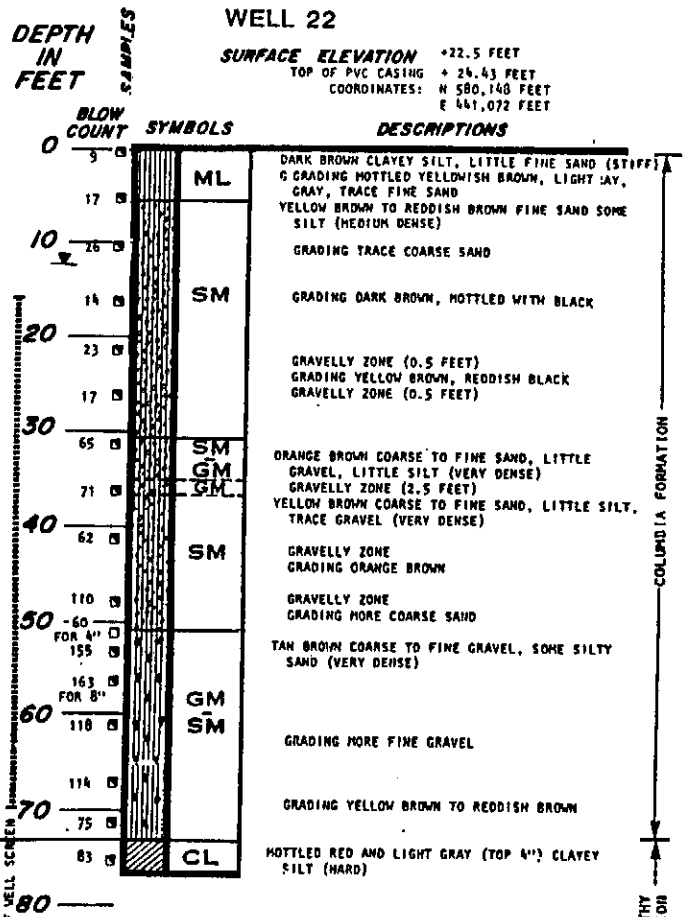 WELL 22
DEPTH
IN
FEET
SAMPLES
SURFACE ELEVATION +22.5 FEET
TOP OF PVC CASING + 24.43 FEET
COORDINATES: N 580,148 FEET
E 441,072 FEET
BLOW
COUNT SYMBOLS DESCRIPTIONS
0
9
ML
DARK BROWN CLAYEY SILT, LITTLE FINE SAND (STIFF)
G GRADING MOTTLED YELLOWISH BROWN, LIGHT :AY,
GRAY, TRACE FINE SAND
17
YELLOW BROWN TO REDDISH BROWN FINE SAND SOME
SILT (MEDIUM DENSE)
10
26
GRADING TRACE COARSE SAND
14
SM
GRADING DARK BROWN, MOTTLED WITH BLACK
20
23
GRAVELLY ZONE (0.5 FEET)
GRADING YELLOW BROWN, REDDISH BLACK
17
GRAVELLY ZONE (0.5 FEET)
30
65
SM
GM
ORANGE BROWN COARSE TO FINE SAND, LITTLE
GRAVEL, LITTLE SILT (VERY DENSE)
71
GM
GRAVELLY ZONE (2.5 FEET)
YELLOW BROWN COARSE TO FINE SAND, LITTLE SILT,
TRACE GRAVEL (VERY DENSE)
40
62
SM
GRAVELLY ZONE
GRADING ORANGE BROWN
110
GRAVELLY ZONE
GRADING MORE COARSE SAND
50
-60
FOR 4"
155
TAN BROWN COARSE TO FINE GRAVEL, SOME SILTY
SAND (VERY DENSE)
163
FOR 8"
GM
SM
60
118
GRADING MORE FINE GRAVEL
114
70
GRADING YELLOW BROWN TO REDDISH BROWN
75
83
CL
MOTTLED RED AND LIGHT GRAY (TOP 4") CLAYEY
SILT (HARD)
80
WELL SCREEN
COLUMBIA FORMATION
THY
ON